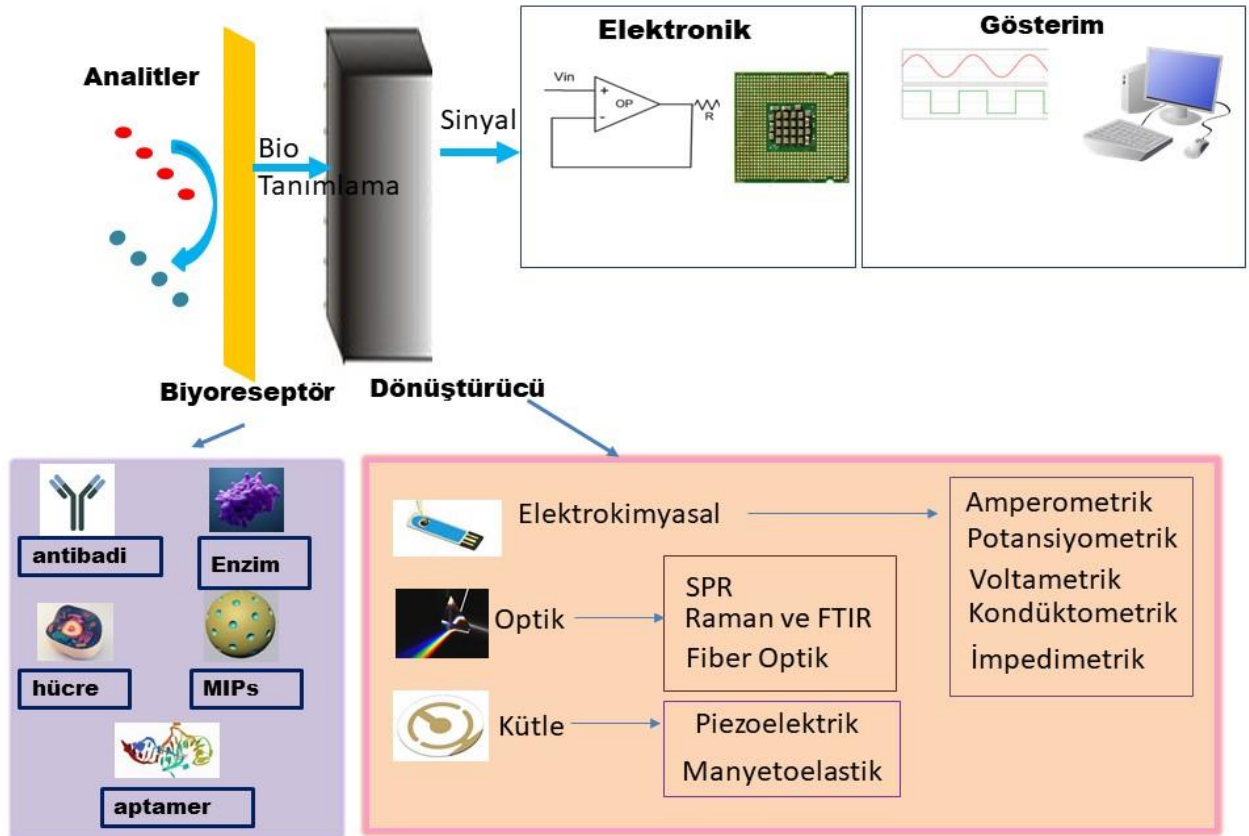 Analitler
Bio
Tanımlama
Sinyal
Elektronik
Vin
+
OP
-
R
Gösterim
Biyoreseptör
Dönüştürücü
antibadi
Enzim
hücre
MIPs
aptamer
Elektrokimyasal
Amperometrik
Potansiyometrik
Voltametrik
Kondüktometrik
İmpedimetrik
Optik
SPR
Raman ve FTIR
Fiber Optik
Kütle
Piezoelektrik
Manyetoelastik